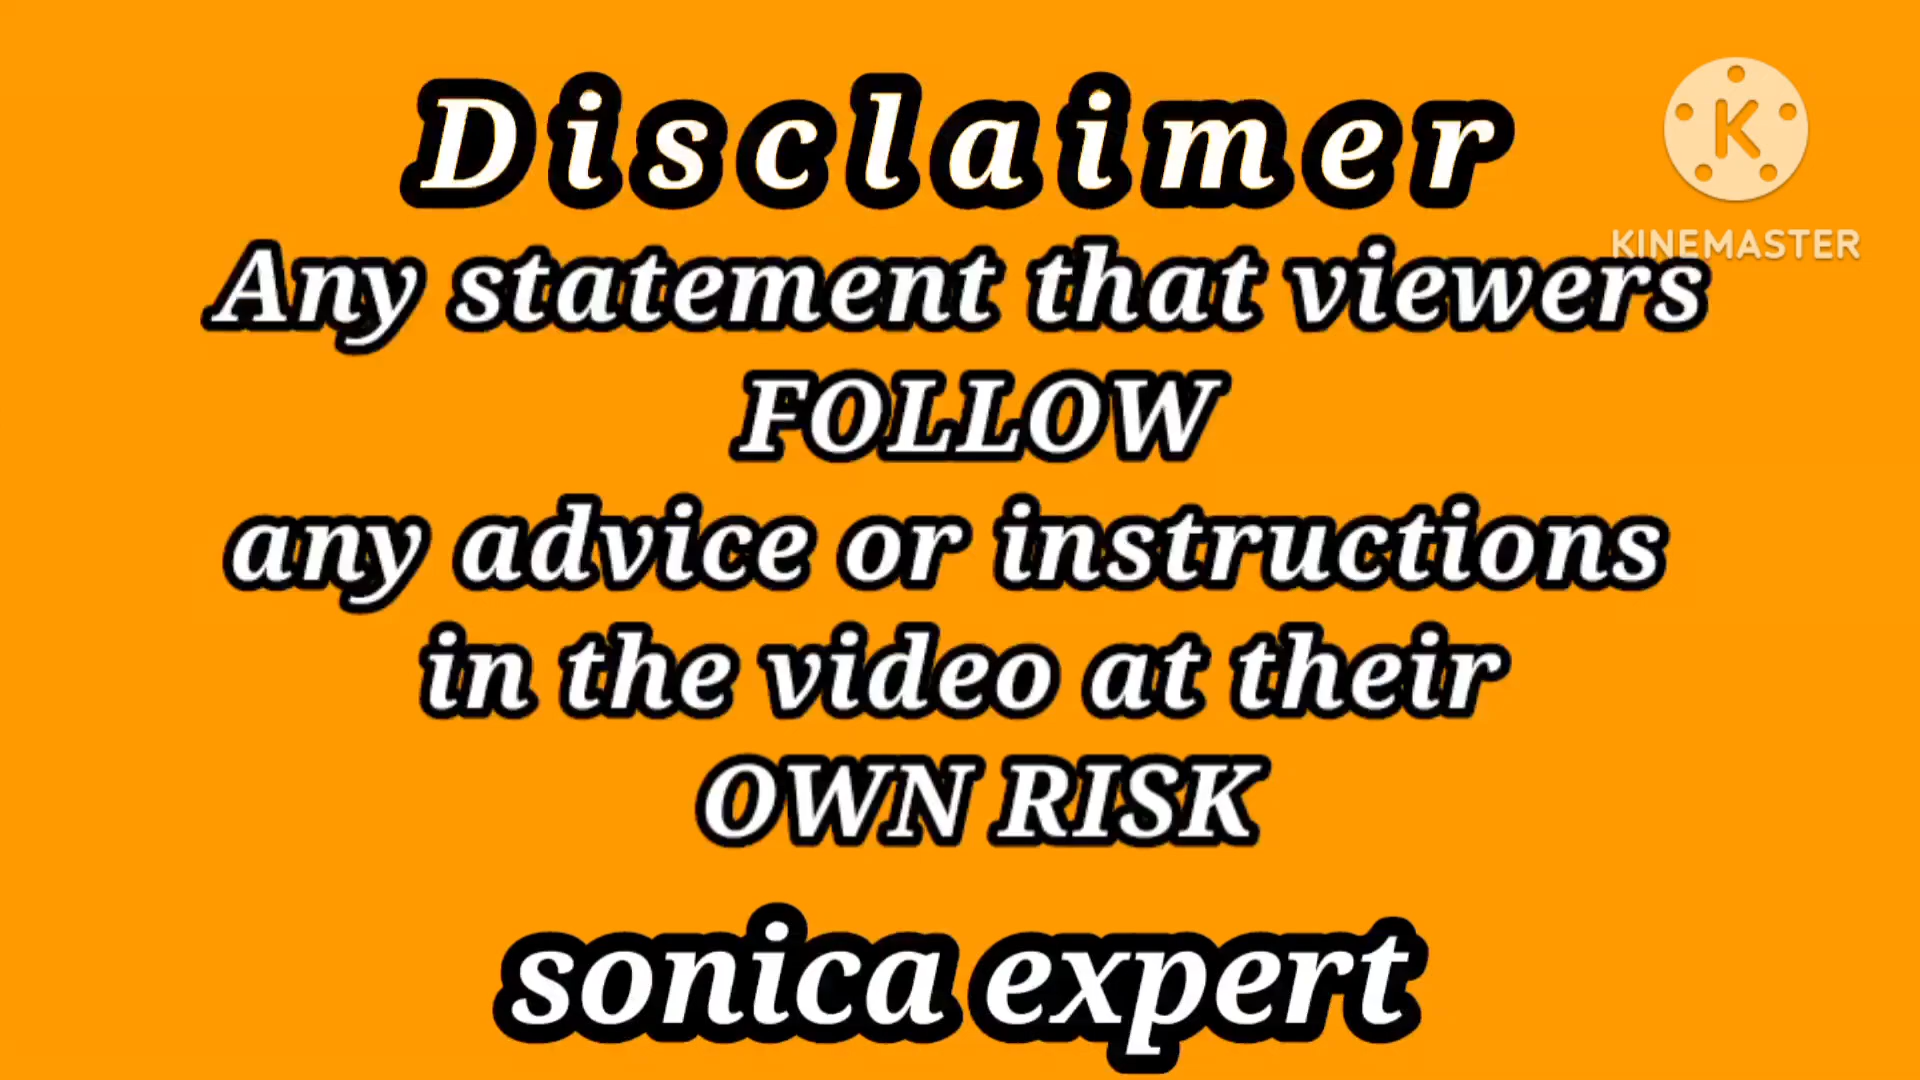 Disclaimer
K
KINEMASTER
Any statement that viewers
FOLLOW
any advice or instructions
in the video at their
OWN RISK
sonica expert